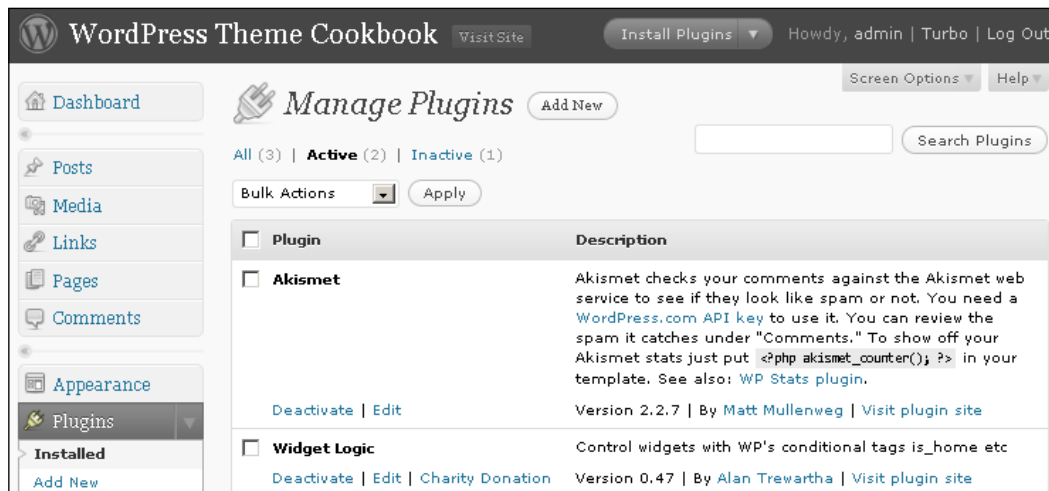 WordPress Theme Cookbook Visit Site Install Plugins Howdy, admin | Turbo | Log Out
Screen Options Help
Dashboard
Posts
Media
Links
Pages
Comments
Appearance
Plugins
Installed
Add New
Manage Plugins Add New
Search Plugins
All (3) | Active (2) | Inactive (1)
Bulk Actions Apply
Plugin Description
Akismet
Akismet checks your comments against the Akismet web
service to see if they look like spam or not. You need a
WordPress.com API key to use it. You can review the
spam it catches under "Comments." To show off your
Akismet stats just put <?php akismet_counter(); ?> in your
template. See also: WP Stats plugin.
Deactivate | Edit Version 2.2.7 | By Matt Mullenweg | Visit plugin site
Widget Logic Control widgets with WP's conditional tags is_home etc
Deactivate | Edit | Charity Donation Version 0.47 | By Alan Trewartha | Visit plugin site